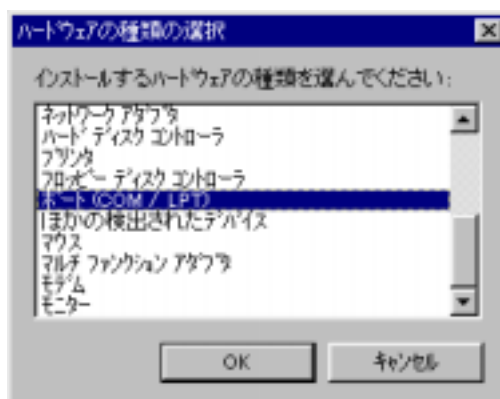 ハードウェアの種類の選択
インストールするハードウェアの種類を選んでください:
ネットワーク アダプタ
ハード ディスク コントローラ
プリンタ
フロッピー ディスク コントローラ
ポート (COM / LPT)
ほかの検出されたデバイス
マウス
マルチ ファンクション アダプタ
モデム
モニター
OK
キャンセル